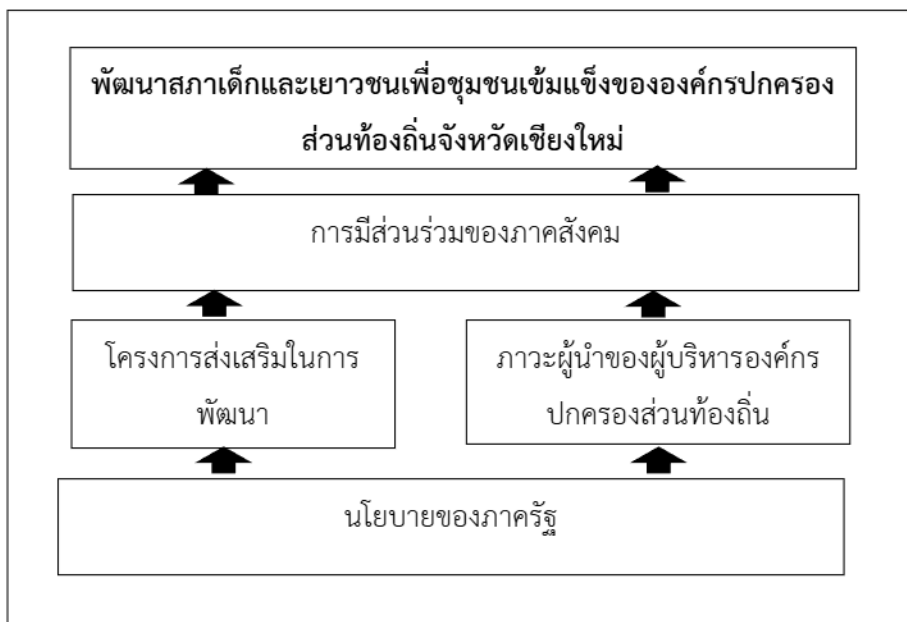 พัฒนาสภาเด็กและเยาวชนเพื่อชุมชนเข้มแข็งขององค์กรปกครอง
ส่วนท้องถิ่นจังหวัดเชียงใหม่
การมีส่วนร่วมของภาคสังคม
โครงการส่งเสริมในการ
พัฒนา
ภาวะผู้นำของผู้บริหารองค์กร
ปกครองส่วนท้องถิ่น
นโยบายของภาครัฐ